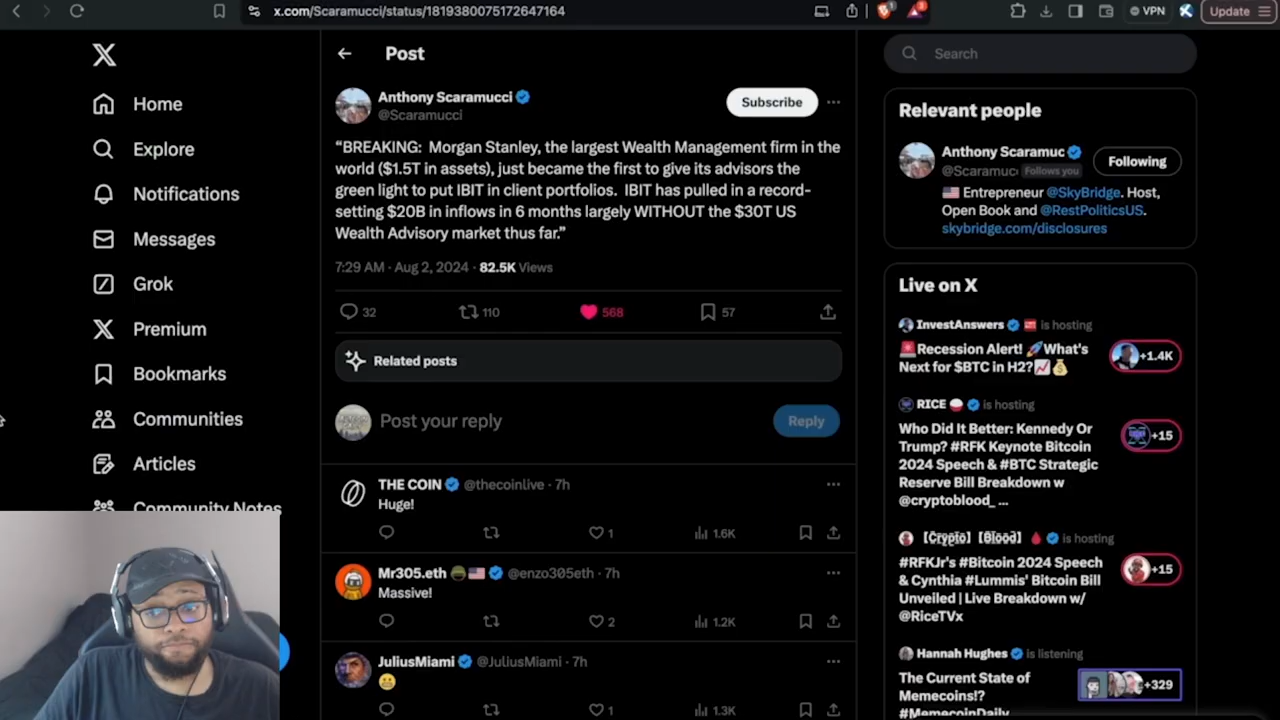 x.com/Scaramucci/status/1819380075172647164
VPN
Update
Home
Explore
Notifications
Messages
Grok
Premium
Bookmarks
Communities
Articles
Community Notes
Post
Anthony Scaramucci
@Scaramucci
Subscribe
“BREAKING: Morgan Stanley, the largest Wealth Management firm in the
world ($1.5T in assets), just became the first to give its advisors the
green light to put IBIT in client portfolios. IBIT has pulled in a record-
setting $20B in inflows in 6 months largely WITHOUT the $30T US
Wealth Advisory market thus far.”
7:29 AM · Aug 2, 2024 · 82.5K Views
32 110 568 57
Related posts
Post your reply
Reply
THE COIN @thecoinlive · 7h
Huge!
1 1.6K
Mr305.eth @enzo305eth · 7h
Massive!
2 1.2K
JuliusMiami @JuliusMiami · 7h
😬
1 1.3K
Search
Relevant people
Anthony Scaramuc
@Scaramuc Follows you
Following
🇺🇸 Entrepreneur @SkyBridge. Host,
Open Book and @RestPoliticsUS.
skybridge.com/disclosures
Live on X
InvestAnswers is hosting
🚨Recession Alert! 🚀What's
Next for $BTC in H2?📈💰
+1.4K
RICE is hosting
Who Did It Better: Kennedy Or
Trump? #RFK Keynote Bitcoin
2024 Speech & #BTC Strategic
Reserve Bill Breakdown w
@cryptoblood_ ...
+15
【Crypto】【Blood】 🩸 is hosting
#RFKJr's #Bitcoin 2024 Speech
& Cynthia #Lummis' Bitcoin Bill
Unveiled | Live Breakdown w/
@RiceTVx
+15
Hannah Hughes is listening
The Current State of
Memecoins!?
#MemecoinDaily
+329